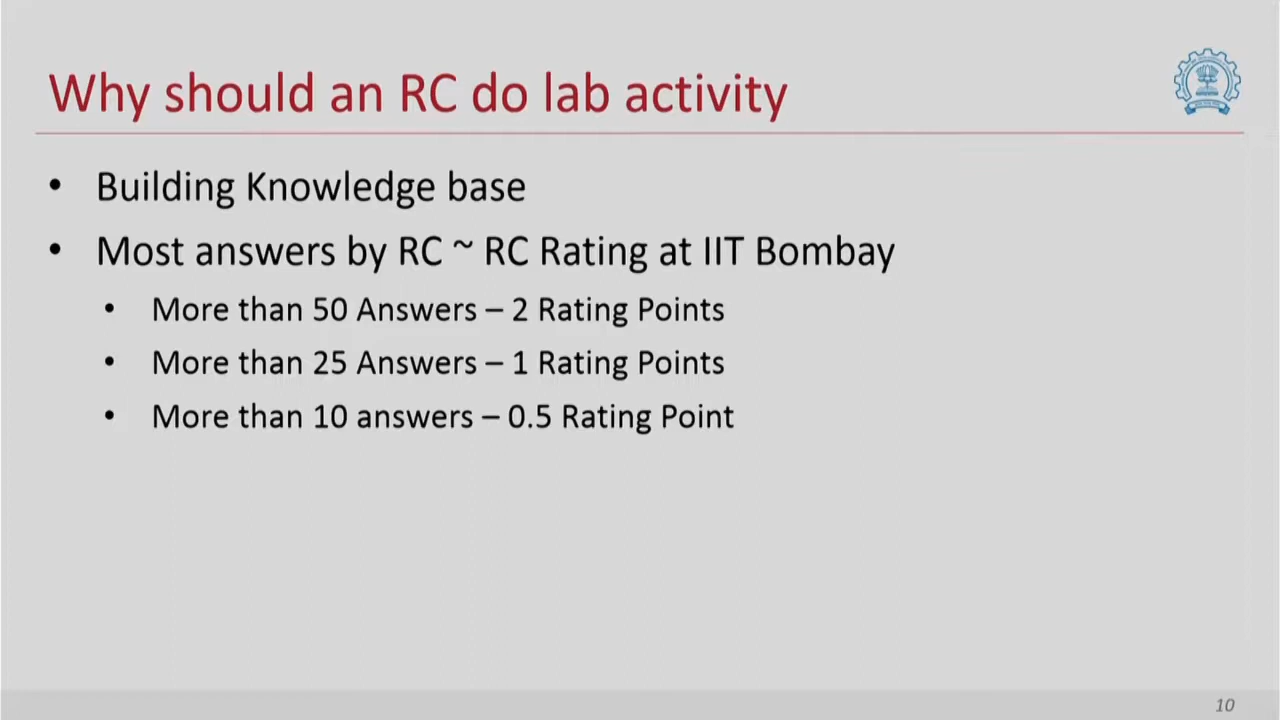 Why should an RC do lab activity
• Building Knowledge base
• Most answers by RC ~ RC Rating at IIT Bombay
• More than 50 Answers – 2 Rating Points
• More than 25 Answers – 1 Rating Points
• More than 10 answers – 0.5 Rating Point
10